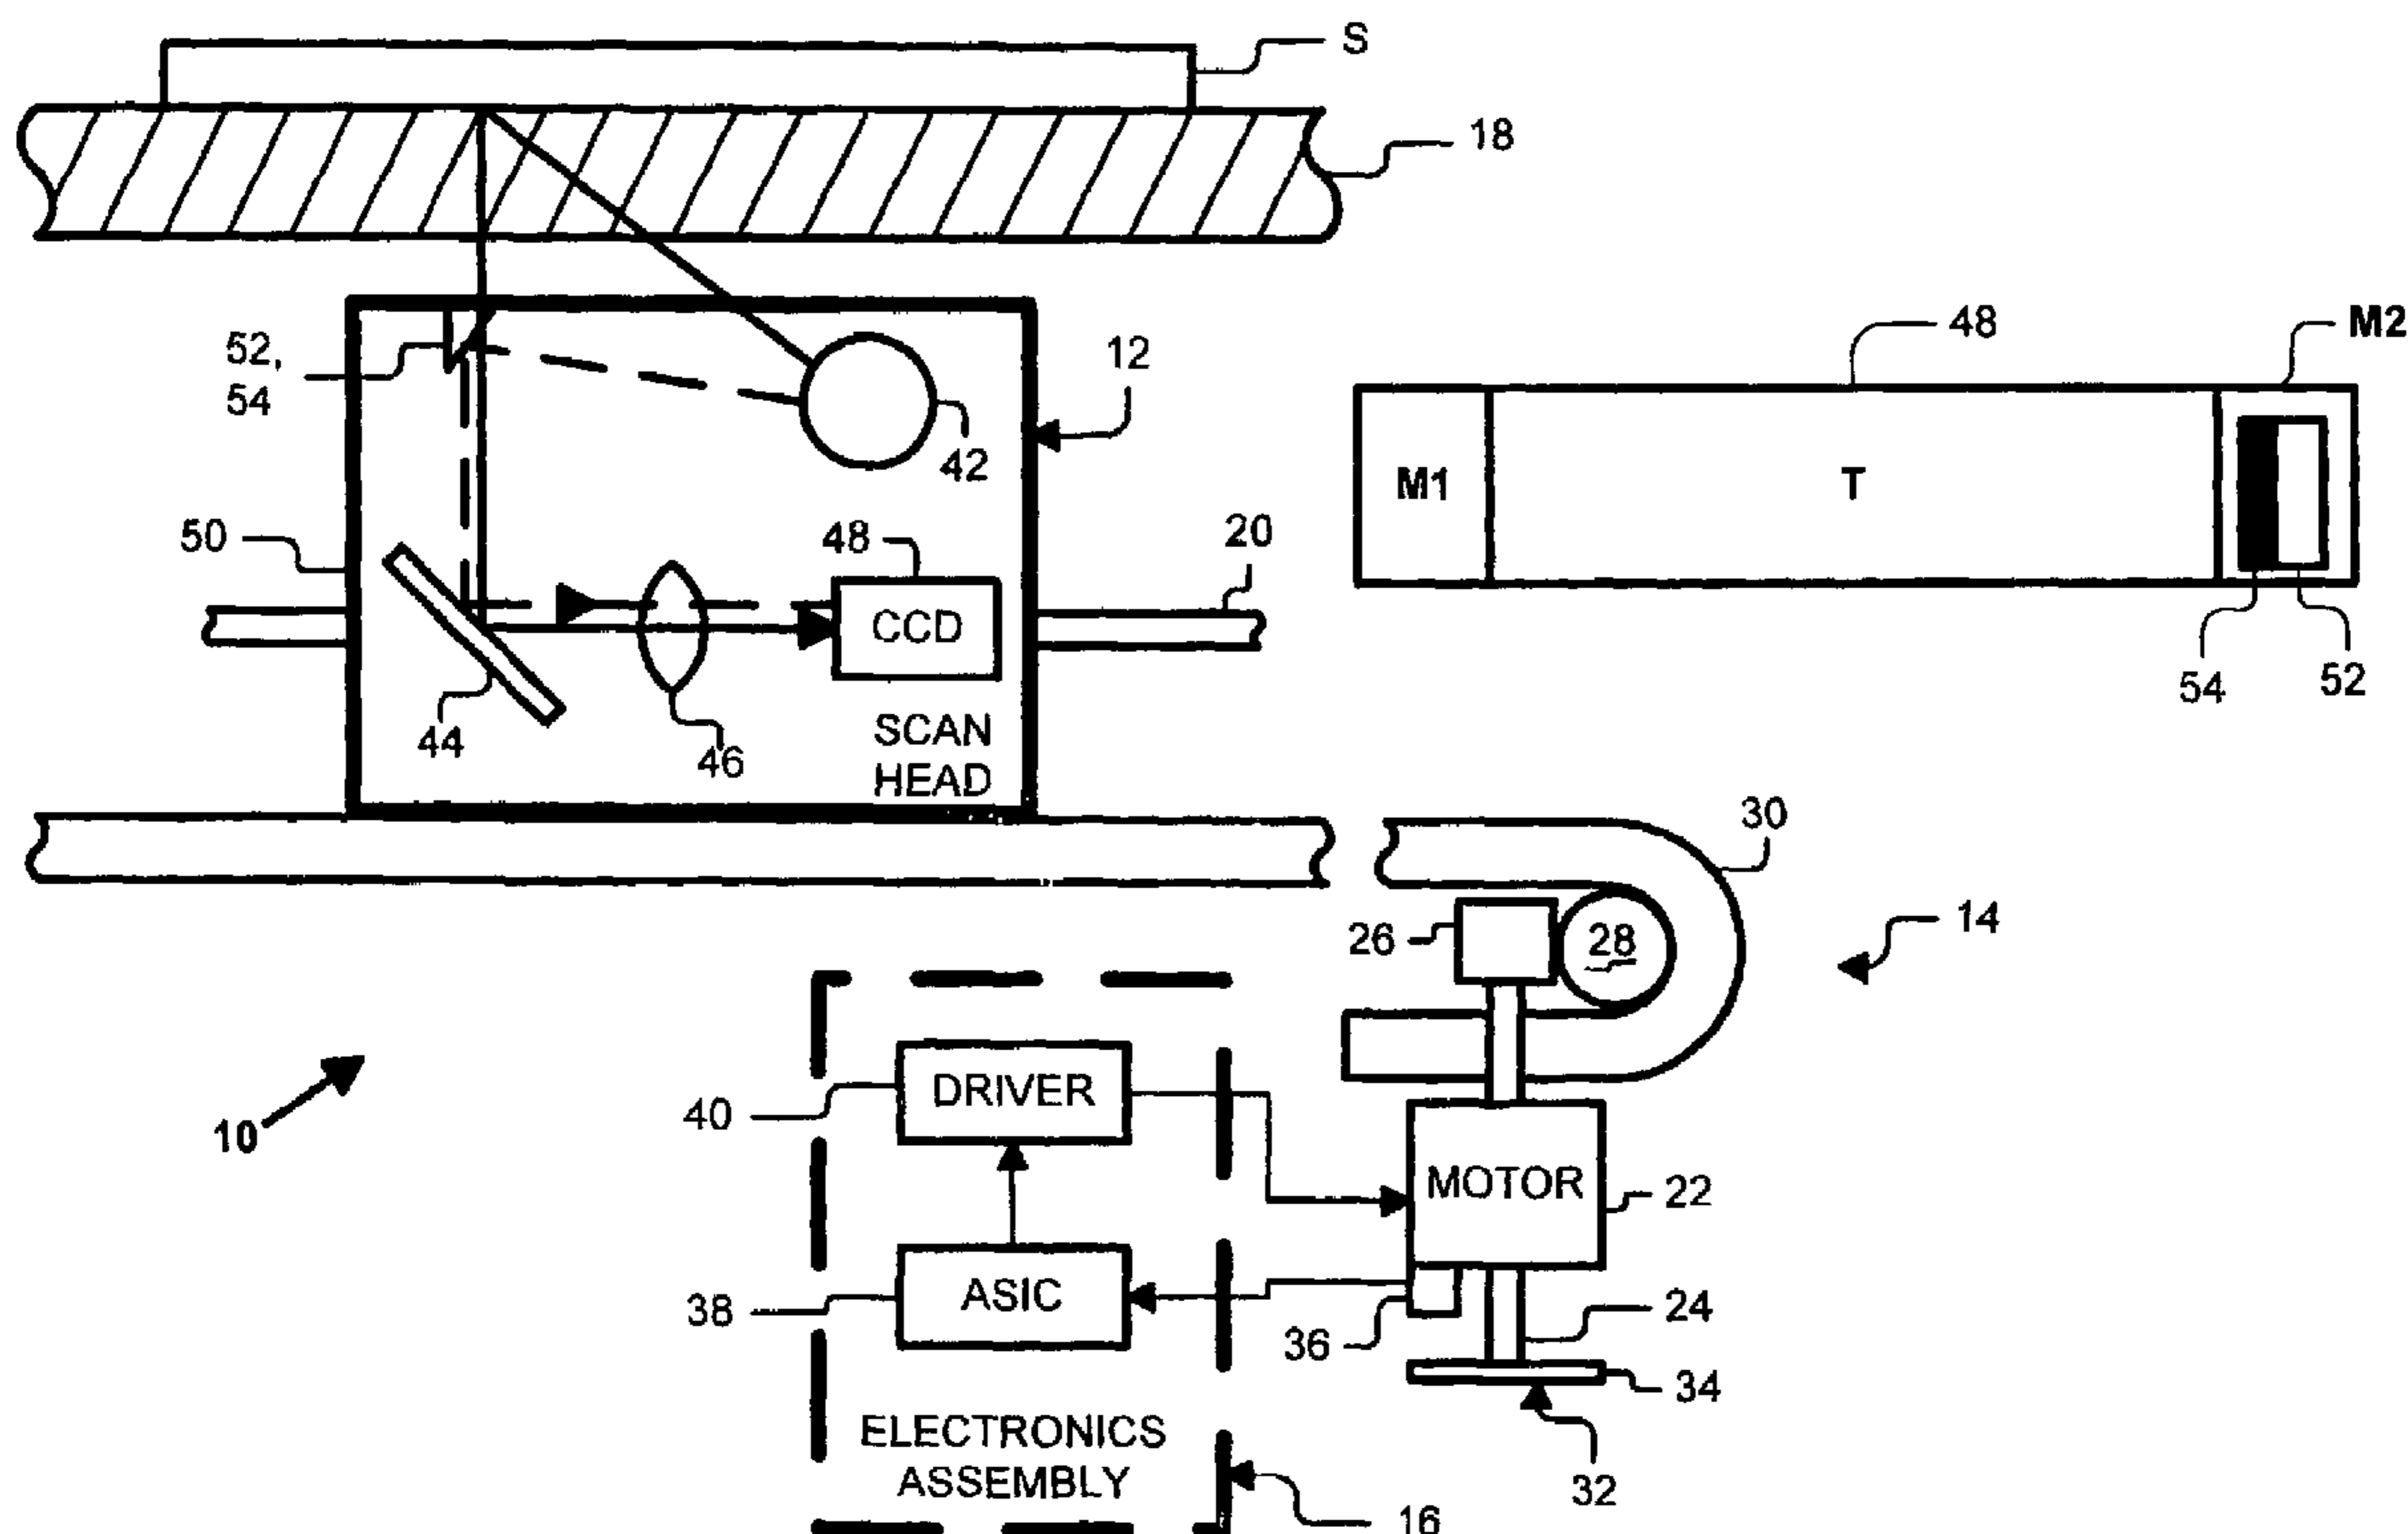 S
18
52,
54
12
42
48
M2
M1
T
50
48
20
CCD
54
52
44
46
SCAN
HEAD
30
26
28
14
DRIVER
40
10
MOTOR
22
ASIC
38
24
36
34
ELECTRONICS
ASSEMBLY
32
16